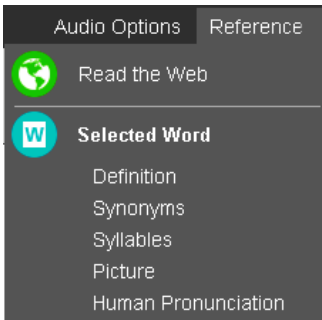 Audio Options Reference
Read the Web
W Selected Word
Definition
Synonyms
Syllables
Picture
Human Pronunciation